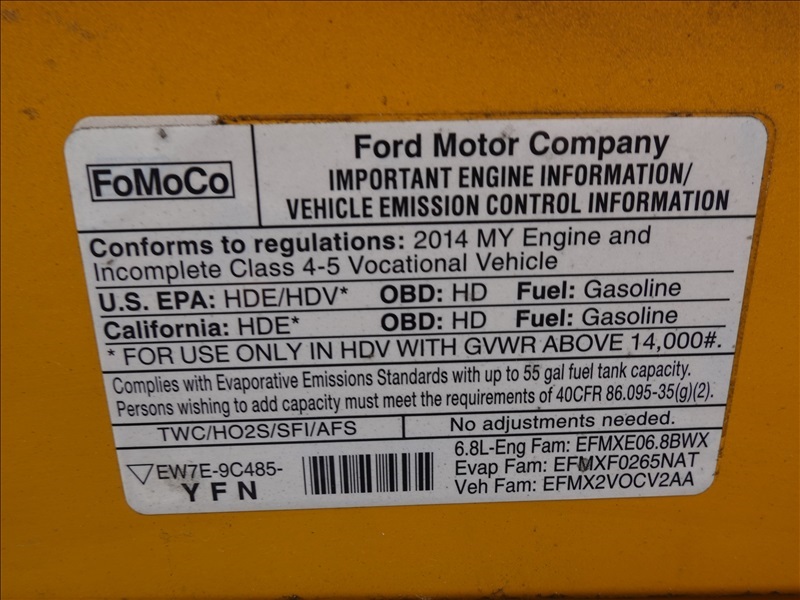 FoMoCo
Ford Motor Company
IMPORTANT ENGINE INFORMATION/
VEHICLE EMISSION CONTROL INFORMATION
Conforms to regulations: 2014 MY Engine and
Incomplete Class 4-5 Vocational Vehicle
U.S. EPA: HDE/HDV* OBD: HD Fuel: Gasoline
California: HDE* OBD: HD Fuel: Gasoline
* FOR USE ONLY IN HDV WITH GVWR ABOVE 14,000#.
Complies with Evaporative Emissions Standards with up to 55 gal fuel tank capacity.
Persons wishing to add capacity must meet the requirements of 40CFR 86.095-35(g)(2).
TWC/HO2S/SFI/AFS
No adjustments needed.
EW7E-9C485-
YFN
6.8L-Eng Fam: EFMXE06.8BWX
Evap Fam: EFMXF0265NAT
Veh Fam: EFMX2VOCV2AA